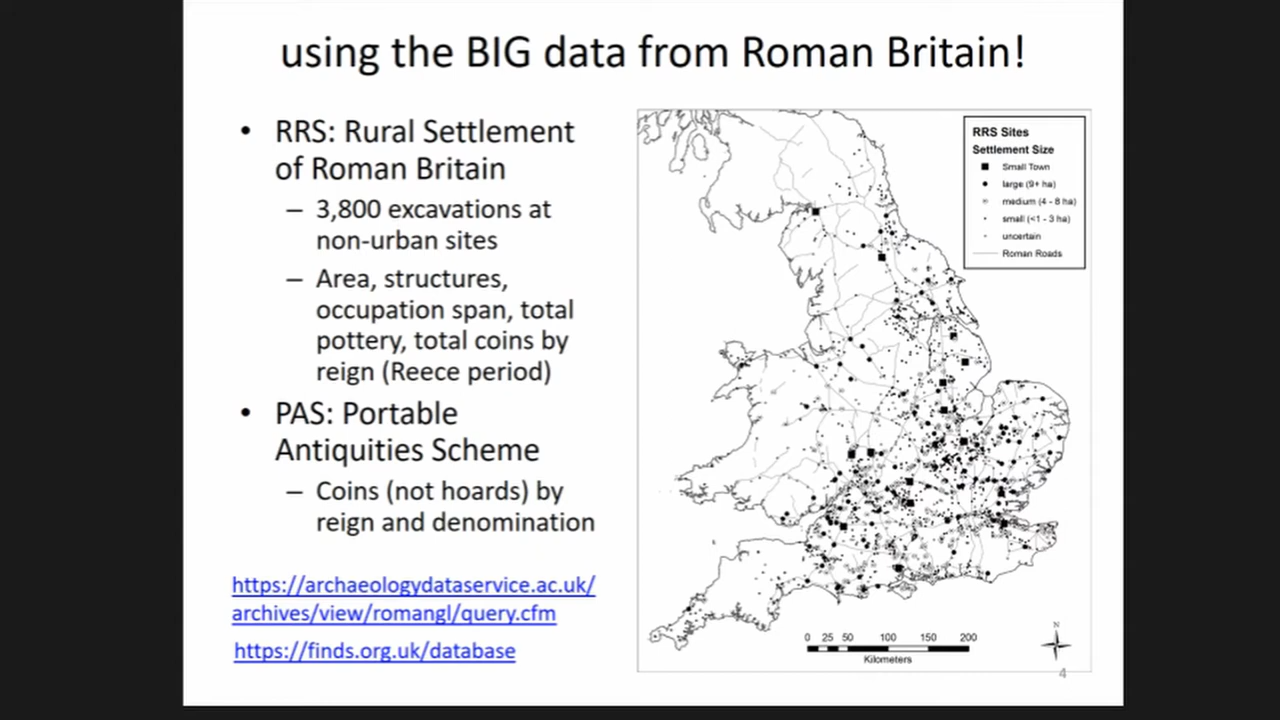 using the BIG data from Roman Britain!
• RRS: Rural Settlement
of Roman Britain
– 3,800 excavations at
non-urban sites
– Area, structures,
occupation span, total
pottery, total coins by
reign (Reece period)
• PAS: Portable
Antiquities Scheme
– Coins (not hoards) by
reign and denomination
https://archaeologydataservice.ac.uk/
archives/view/romangl/query.cfm
https://finds.org.uk/database
RRS Sites
Settlement Size
Small Town
large (9+ ha)
medium (4 - 8 ha)
small (<1 - 3 ha)
uncertain
Roman Roads
0 25 50 100 150 200
Kilometers
N
4